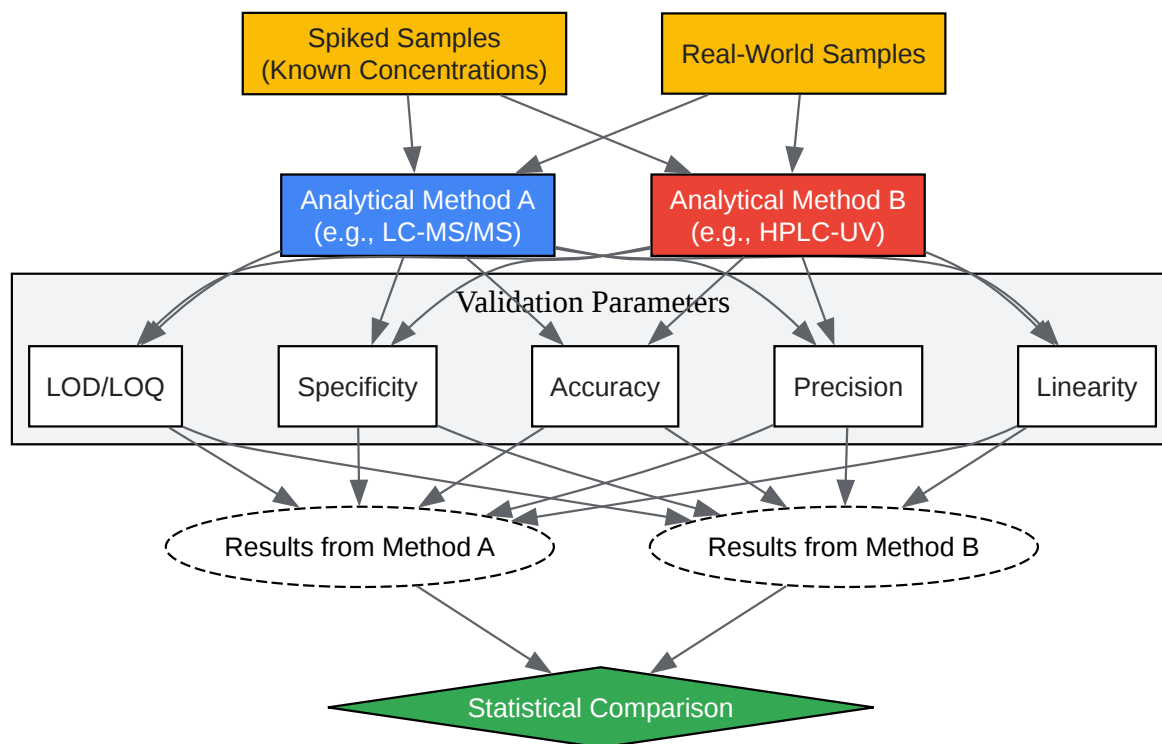 Spiked Samples
(Known Concentrations)
Real-World Samples
Analytical Method A
(e.g., LC-MS/MS)
Analytical Method B
(e.g., HPLC-UV)
Validation Parameters
LOD/LOQ
Specificity
Accuracy
Precision
Linearity
Results from Method A
Results from Method B
Statistical Comparison